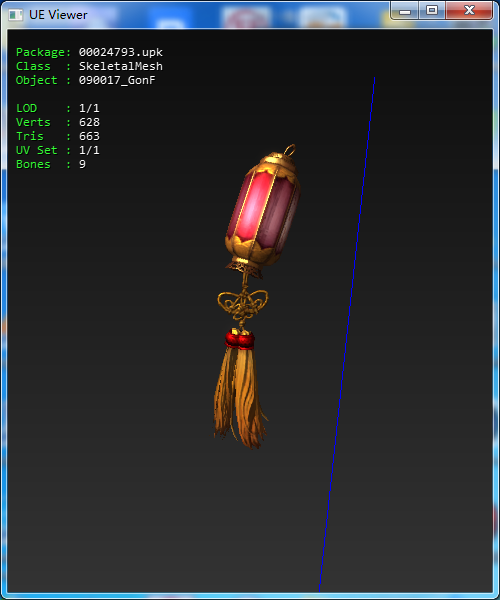 UE Viewer
Package: 00024793.upk
Class  : SkeletalMesh
Object : 090017_GonF
LOD    : 1/1
Verts  : 628
Tris   : 663
UV Set : 1/1
Bones  : 9